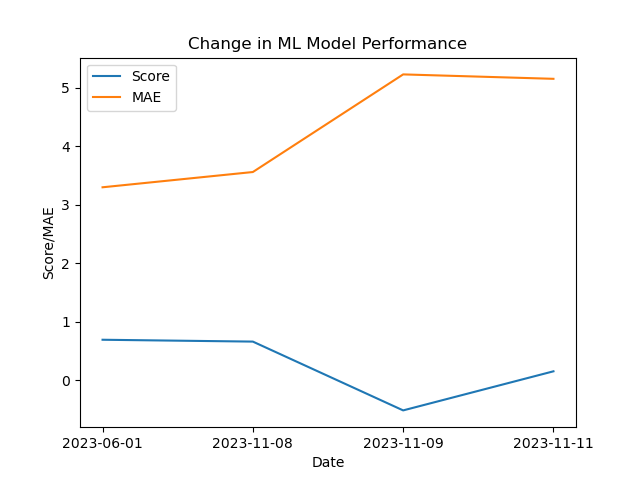 Change in ML Model Performance
Score
MAE
5
4
3
2
1
0
Score/MAE
2023-06-01 2023-11-08 2023-11-09 2023-11-11
Date